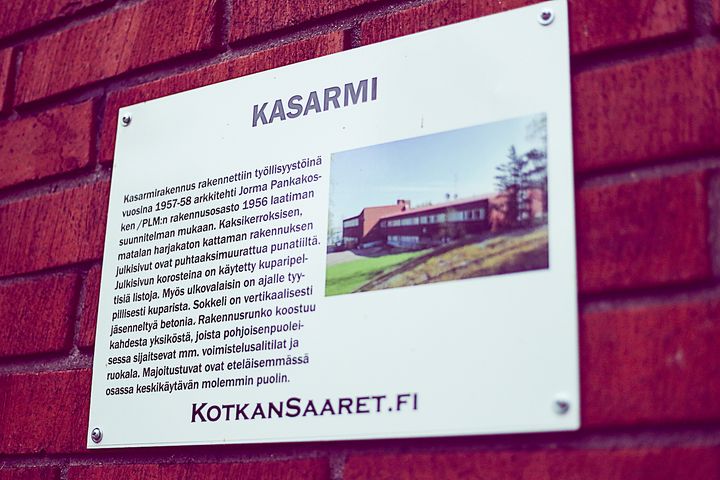 KASARMI
Kasarmirakennus rakennettiin työllisyystöinä
vuosina 1957-58 arkkitehti Jorma Pankakos-
ken /PLM:n rakennusosasto 1956 laatiman
suunnitelman mukaan. Kaksikerroksisen,
matalan harjakaton kattaman rakennuksen
julkisivut ovat puhtaaksimuurattua punatiiltä.
Julkisivun korosteina on käytetty kuparipel-
tisiä listoja. Myös ulkovalaisin on ajalle tyy-
pillisesti kuparista. Sokkeli on vertikaalisesti
jäsenneltyä betonia. Rakennusrunko koostuu
kahdesta yksiköstä, joista pohjoisenpuolei-
sessa sijaitsevat mm. voimistelusalitilat ja
ruokala. Majoitustuvat ovat eteläisemmässä
osassa keskikäytävän molemmin puolin.
KOTKANSAARET.FI